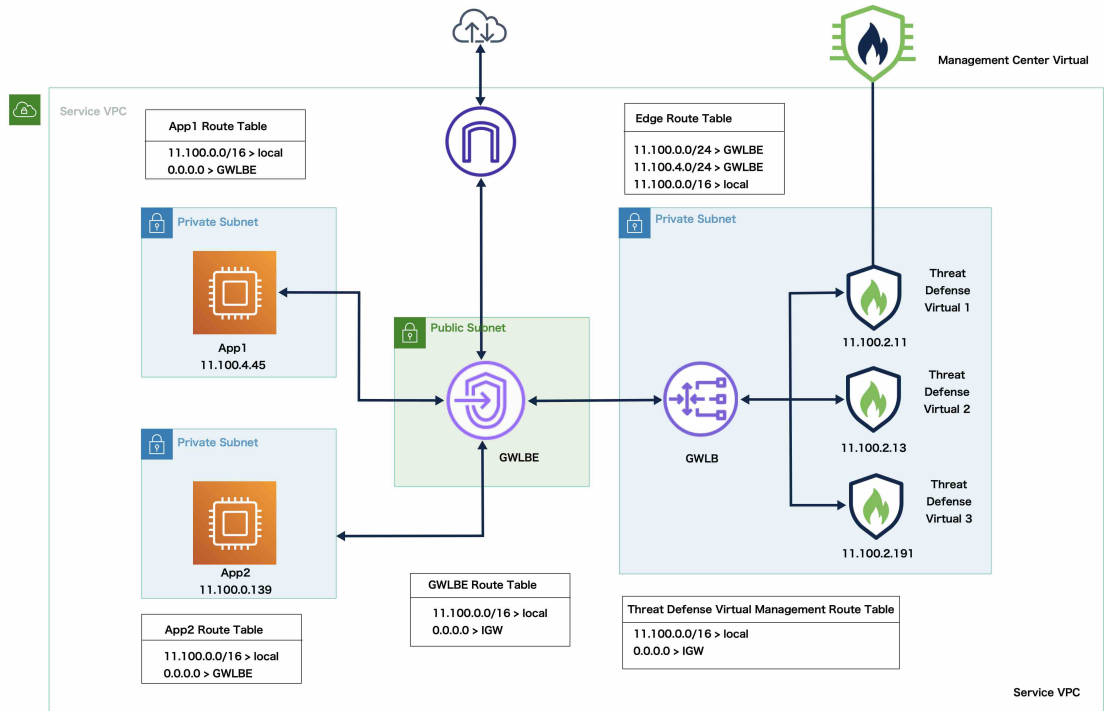 Management Center Virtual
Service VPC
App1 Route Table
11.100.0.0/16 > local
0.0.0.0 > GWLBE
Edge Route Table
11.100.0.0/24 > GWLBE
11.100.4.0/24 > GWLBE
11.100.0.0/16 > local
Private Subnet
App1
11.100.4.45
Public Subnet
GWLBE
Private Subnet
GWLB
Threat
Defense
Virtual 1
11.100.2.11
Threat
Defense
Virtual 2
11.100.2.13
Threat
Defense
Virtual 3
11.100.2.191
Private Subnet
App2
11.100.0.139
App2 Route Table
11.100.0.0/16 > local
0.0.0.0 > GWLBE
GWLBE Route Table
11.100.0.0/16 > local
0.0.0.0 > IGW
Threat Defense Virtual Management Route Table
11.100.0.0/16 > local
0.0.0.0 > IGW
Service VPC